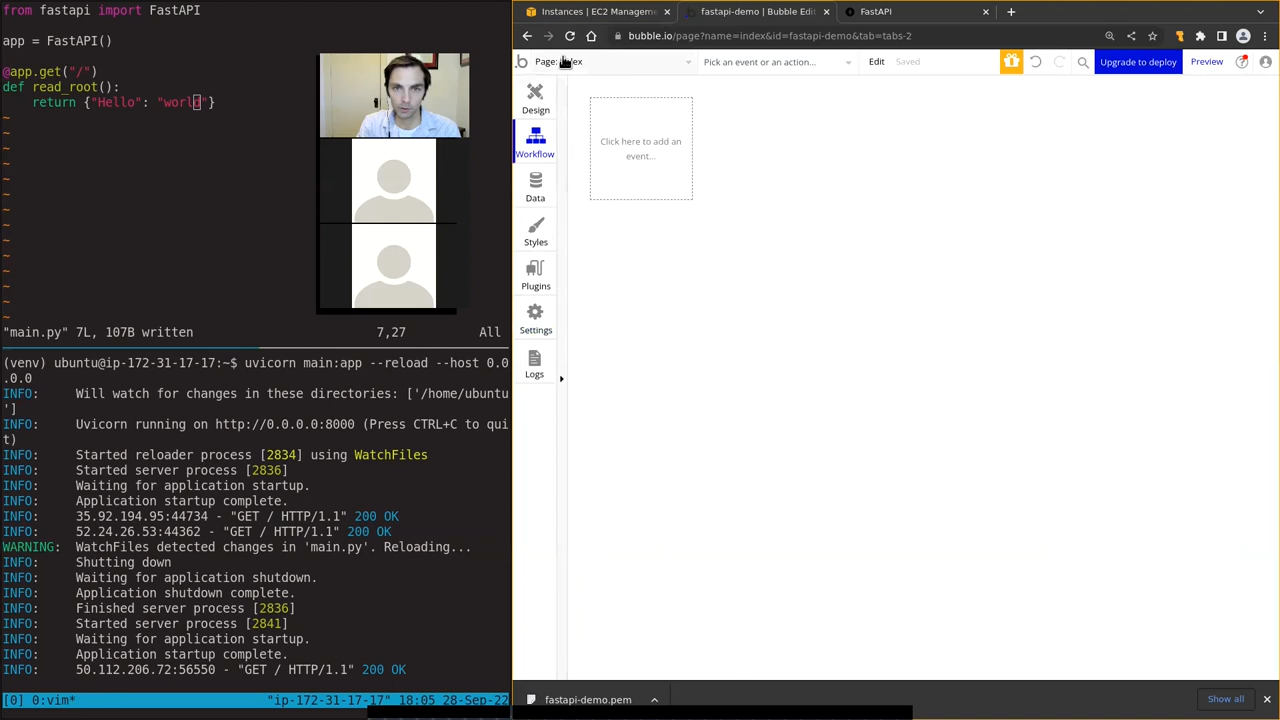 from fastapi import FastAPI
app = FastAPI()
@app.get("/")
def read_root():
    return {"Hello": "world"}
~
~
~
~
~
~
~
~
~
~
~
~
~
~
"main.py" 7L, 107B written 7,27 All
(venv) ubuntu@ip-172-31-17-17:~$ uvicorn main:app --reload --host 0.0
.0.0
INFO: Will watch for changes in these directories: ['/home/ubuntu
']
INFO: Uvicorn running on http://0.0.0.0:8000 (Press CTRL+C to qui
t)
INFO: Started reloader process [2834] using WatchFiles
INFO: Started server process [2836]
INFO: Waiting for application startup.
INFO: Application startup complete.
INFO: 35.92.194.95:44734 - "GET / HTTP/1.1" 200 OK
INFO: 52.24.26.53:44362 - "GET / HTTP/1.1" 200 OK
WARNING: WatchFiles detected changes in 'main.py'. Reloading...
INFO: Shutting down
INFO: Waiting for application shutdown.
INFO: Application shutdown complete.
INFO: Finished server process [2836]
INFO: Started server process [2841]
INFO: Waiting for application startup.
INFO: Application startup complete.
INFO: 50.112.206.72:56550 - "GET / HTTP/1.1" 200 OK
[0] 0:vim* "ip-172-31-17-17" 18:05 28-Sep-22
Instances | EC2 Manageme
fastapi-demo | Bubble Edit
FastAPI
bubble.io/page?name=index&id=fastapi-demo&tab=tabs-2
Page:
Pick an event or an action...
Edit
Saved
Upgrade to deploy
Preview
Design
Workflow
Data
Styles
Plugins
Settings
Logs
Click here to add an
event...
fastapi-demo.pem
Show all